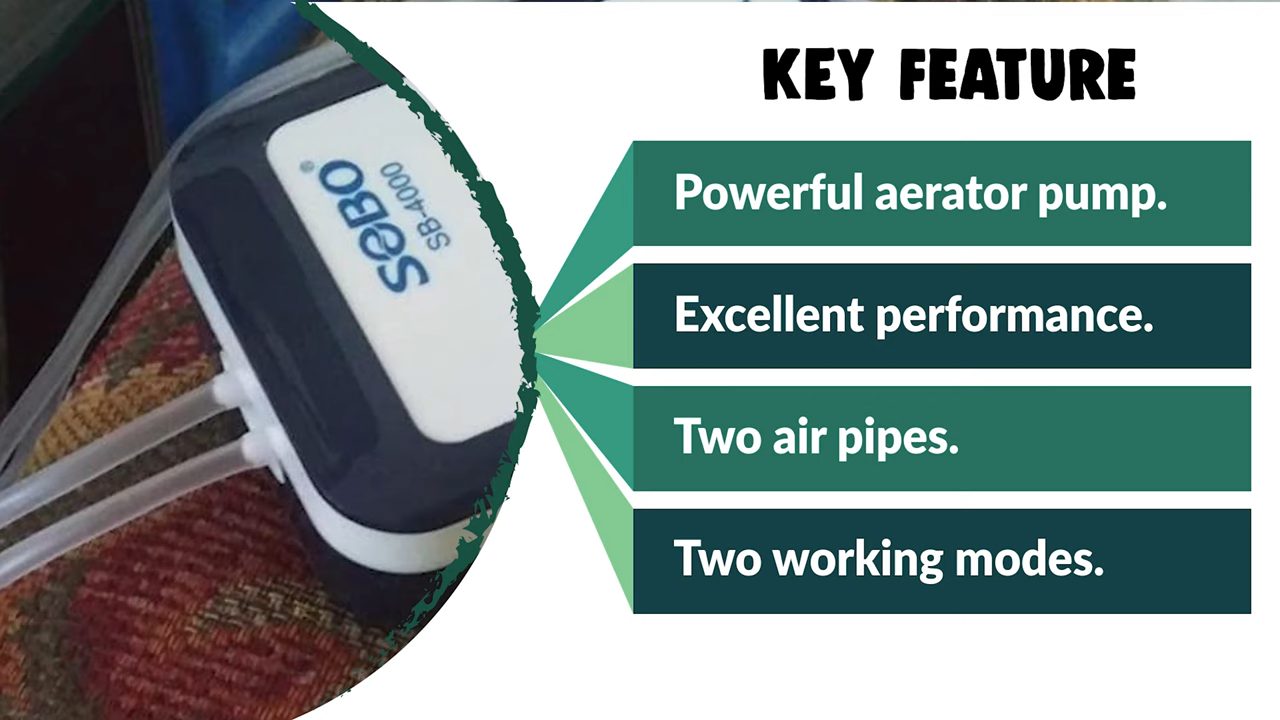 SOBO®
SB-4000
KEY FEATURE
Powerful aerator pump.
Excellent performance.
Two air pipes.
Two working modes.